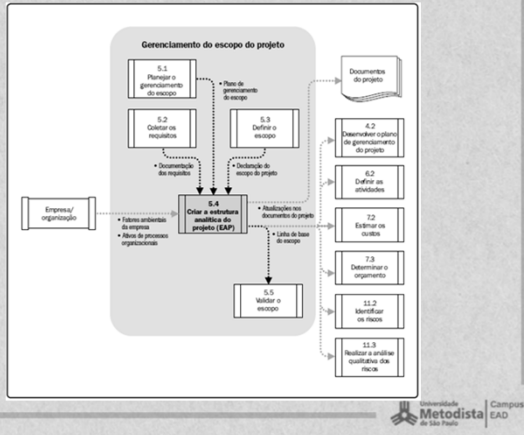 Gerenciamento do escopo do projeto
5.1
Planejar o
gerenciamento
do escopo
• Plano de
gerenciamento
do escopo
5.2
Coletar os
requisitos
5.3
Definir o
escopo
• Documentação
dos requisitos
• Declaração do
escopo do projeto
Empresa/
organização
• Fatores ambientais
da empresa
• Ativos de processos
organizacionais
5.4
Criar a estrutura
analítica do
projeto (EAP)
• Atualizações nos
documentos do projeto
• Linha de base
do escopo
5.5
Validar o
escopo
Documentos
do projeto
4.2
Desenvolver o plano
de gerenciamento
do projeto
6.2
Definir as
atividades
7.2
Estimar os
custos
7.3
Determinar o
orçamento
11.2
Identificar
os riscos
11.3
Realizar a análise
qualitativa dos
riscos
Universidade
Metodista
de São Paulo
Campus
EAD